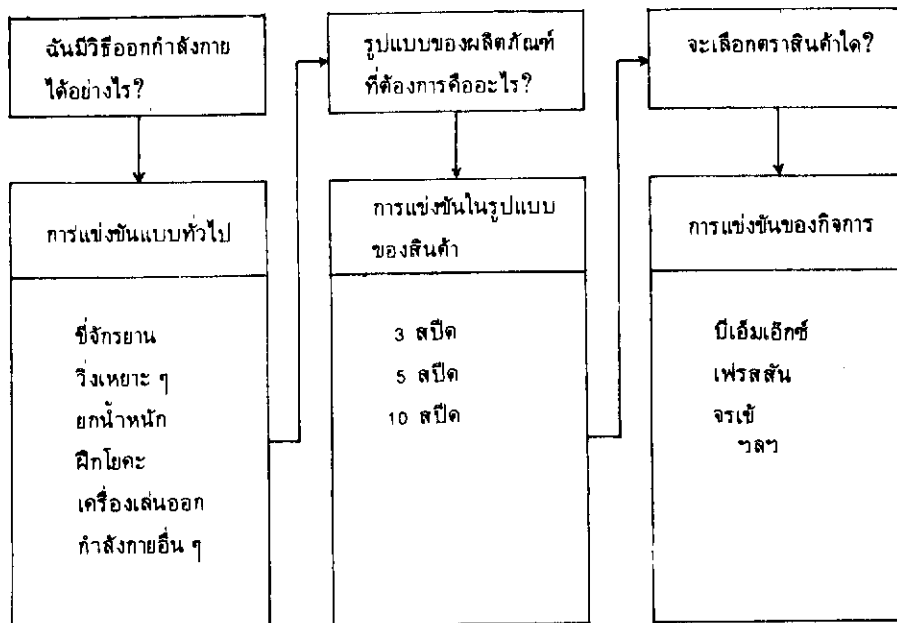 ฉันมีวิธีออกกำลังกาย
ได้อย่างไร?
การแข่งขันแบบทั่วไป
ขี่จักรยาน
วิ่งเหยาะ ๆ
ยกน้ำหนัก
ฝึกโยคะ
เครื่องเล่นออก
กำลังกายอื่น ๆ
รูปแบบของผลิตภัณฑ์
ที่ต้องการคืออะไร?
การแข่งขันในรูปแบบ
ของสินค้า
3 สปีด
5 สปีด
10 สปีด
จะเลือกตราสินค้าใด?
การแข่งขันของกิจการ
บีเอ็มเอ็กซ์
เฟรสสัน
จรเข้
ฯลฯ